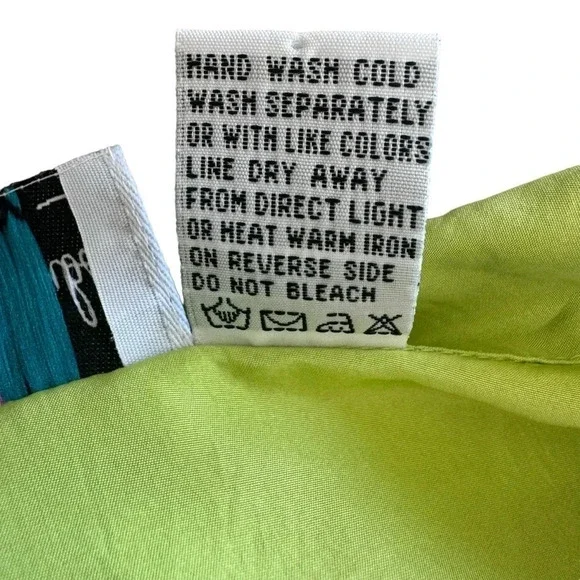 HAND WASH COLD
WASH SEPARATELY
OR WITH LIKE COLORS
LINE DRY AWAY
FROM DIRECT LIGHT
OR HEAT WARM IRON
ON REVERSE SIDE
DO NOT BLEACH